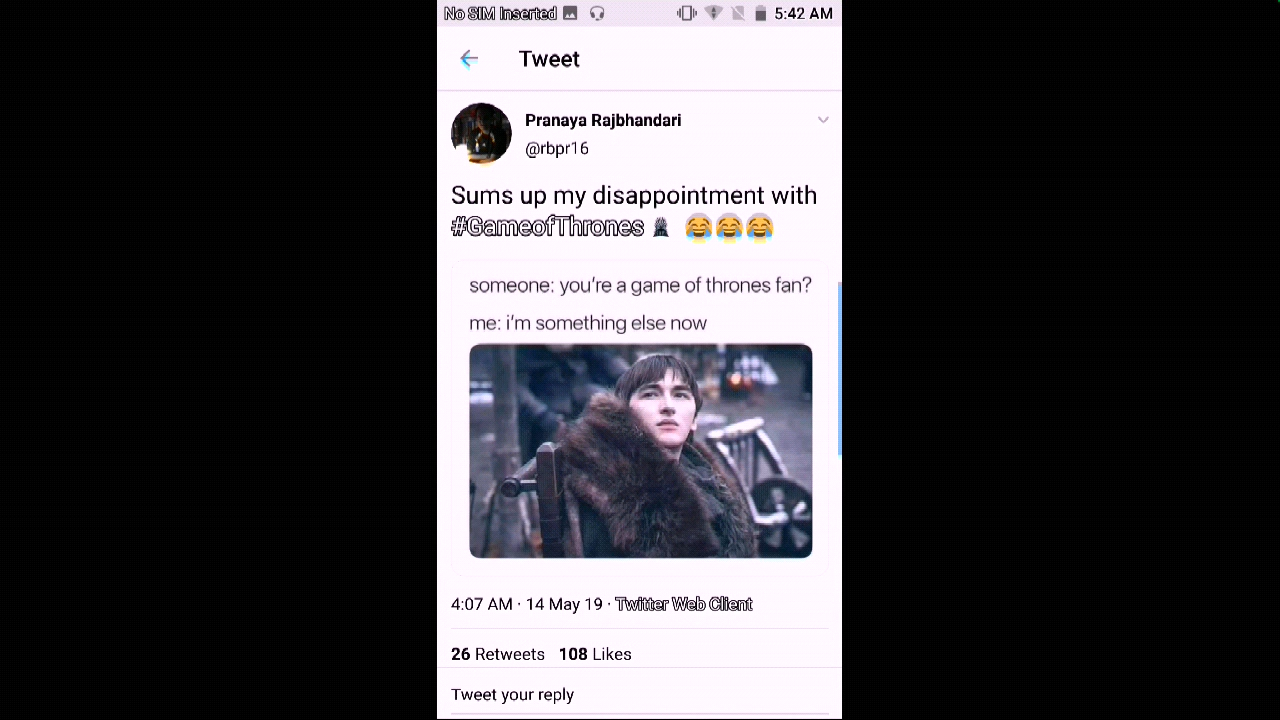 No SIM Inserted 5:42 AM
Tweet
Pranaya Rajbhandari
@rbpr16
Sums up my disappointment with
#GameofThrones 😂😂😂
someone: you're a game of thrones fan?
me: i'm something else now
4:07 AM · 14 May 19 · Twitter Web Client
26 Retweets 108 Likes
Tweet your reply